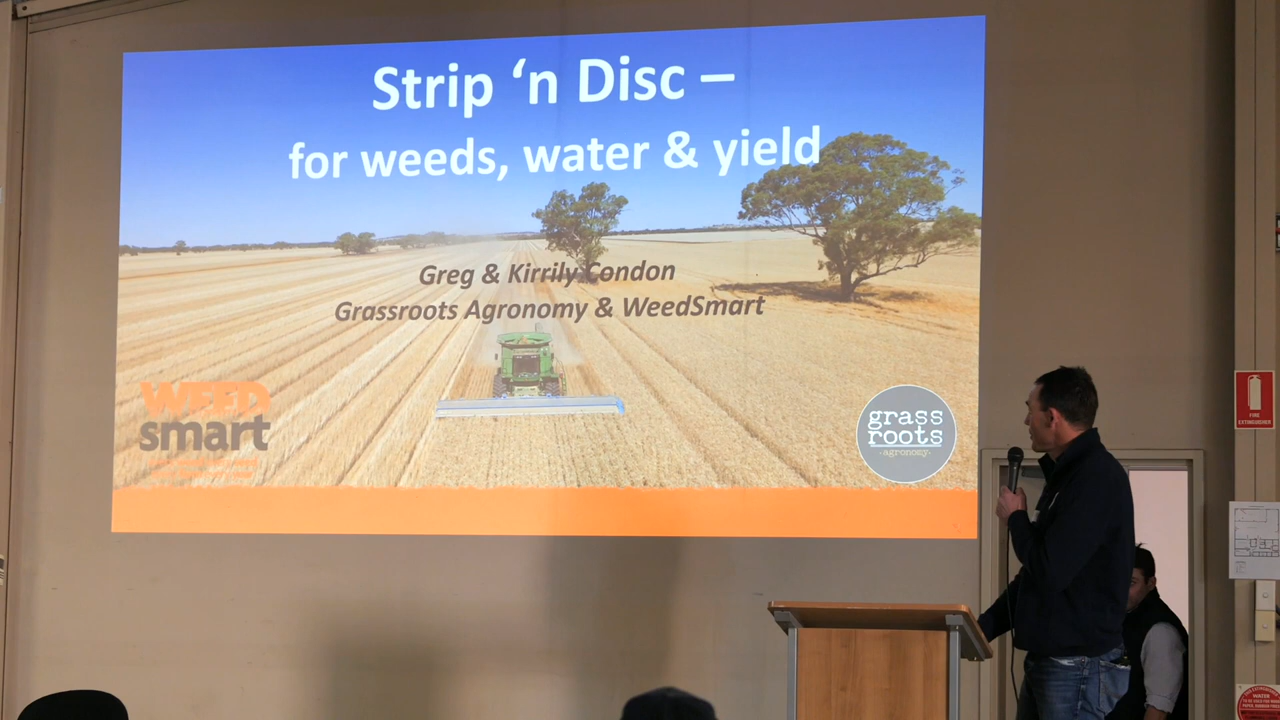 Strip ‘n Disc –
for weeds, water & yield
Greg & Kirrily Condon
Grassroots Agronomy & WeedSmart
WEED
smart
grass
roots
-agronomy-
FIRE
EXTINGUISHER
WATER